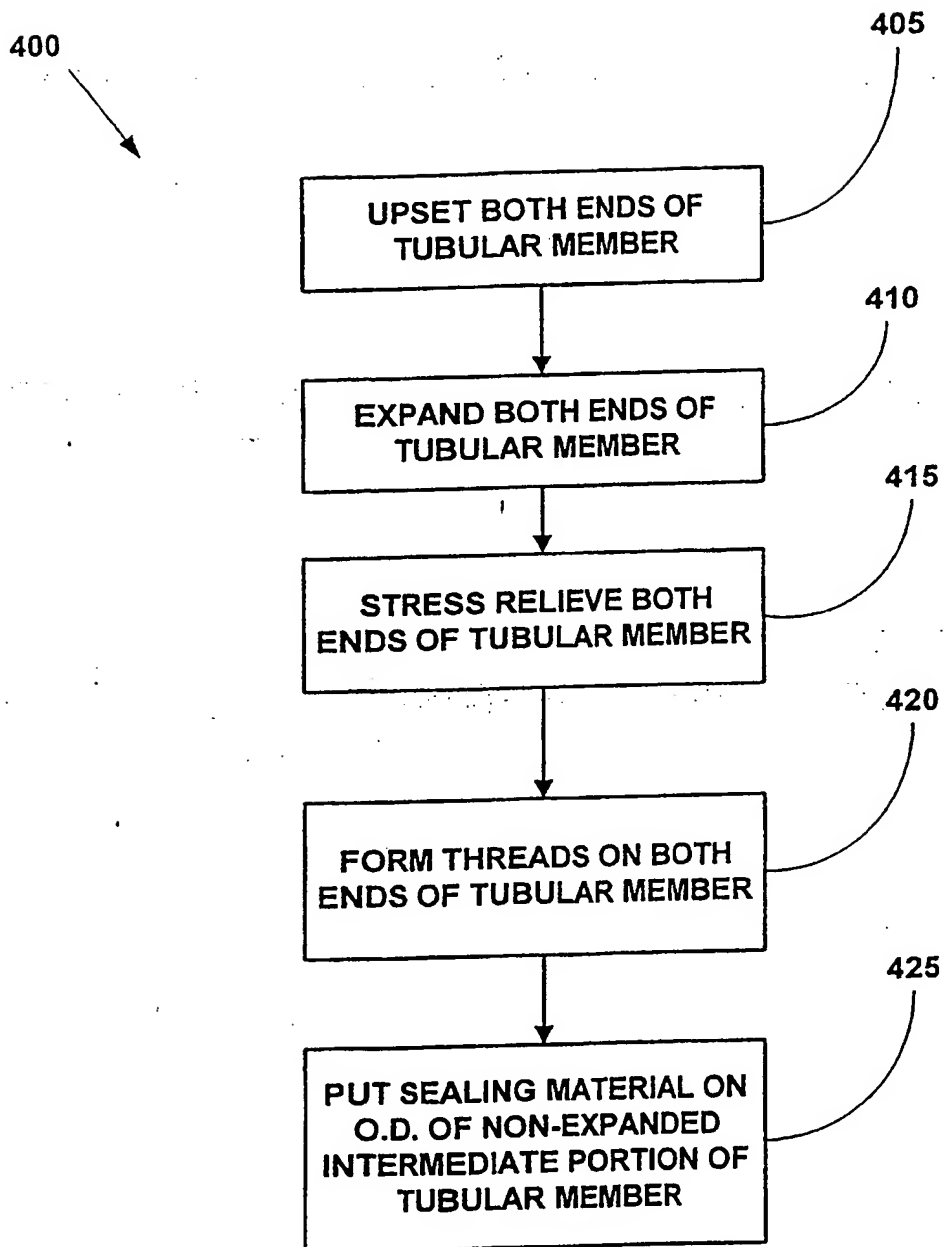 400
405
UPSET BOTH ENDS OF
TUBULAR MEMBER
410
EXPAND BOTH ENDS OF
TUBULAR MEMBER
415
STRESS RELIEVE BOTH
ENDS OF TUBULAR MEMBER
420
FORM THREADS ON BOTH
ENDS OF TUBULAR MEMBER
425
PUT SEALING MATERIAL ON
O.D. OF NON-EXPANDED
INTERMEDIATE PORTION OF
TUBULAR MEMBER